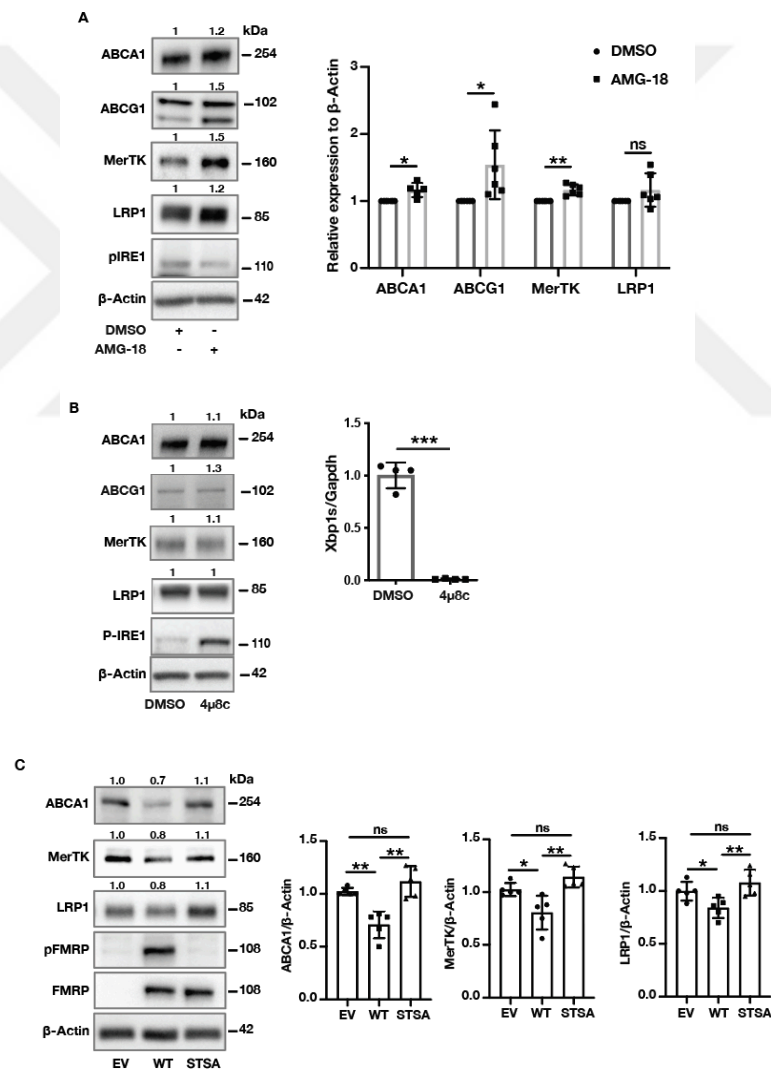 A
1 1.2 kDa
ABCA1 254
1 1.5
ABCG1 102
1 1.5
MerTK 160
1 1.2
LRP1 85
pIRE1 110
β-Actin 42
DMSO + -
AMG-18 - +
DMSO
AMG-18
Relative expression to β-Actin
3
2
1
0
* * ** ns
ABCA1 ABCG1 MerTK LRP1
B
1 1.1 kDa
ABCA1 254
1 1.3
ABCG1 102
1 1.1
MerTK 160
1 1
LRP1 85
P-IRE1 110
β-Actin 42
DMSO 4µ8c
Xbp1s/Gapdh
1.5
1.0
0.5
0.0
***
DMSO 4µ8c
C
1.0 0.7 1.1 kDa
ABCA1 254
1.0 0.8 1.1
MerTK 160
1.0 0.8 1.1
LRP1 85
pFMRP 108
FMRP 108
β-Actin 42
EV WT STSA
ABCA1/β-Actin
1.5
1.0
0.5
0.0
ns
** **
EV WT STSA
MerTK/β-Actin
1.5
1.0
0.5
0.0
ns
* **
EV WT STSA
LRP1/β-Actin
1.5
1.0
0.5
0.0
ns
* **
EV WT STSA